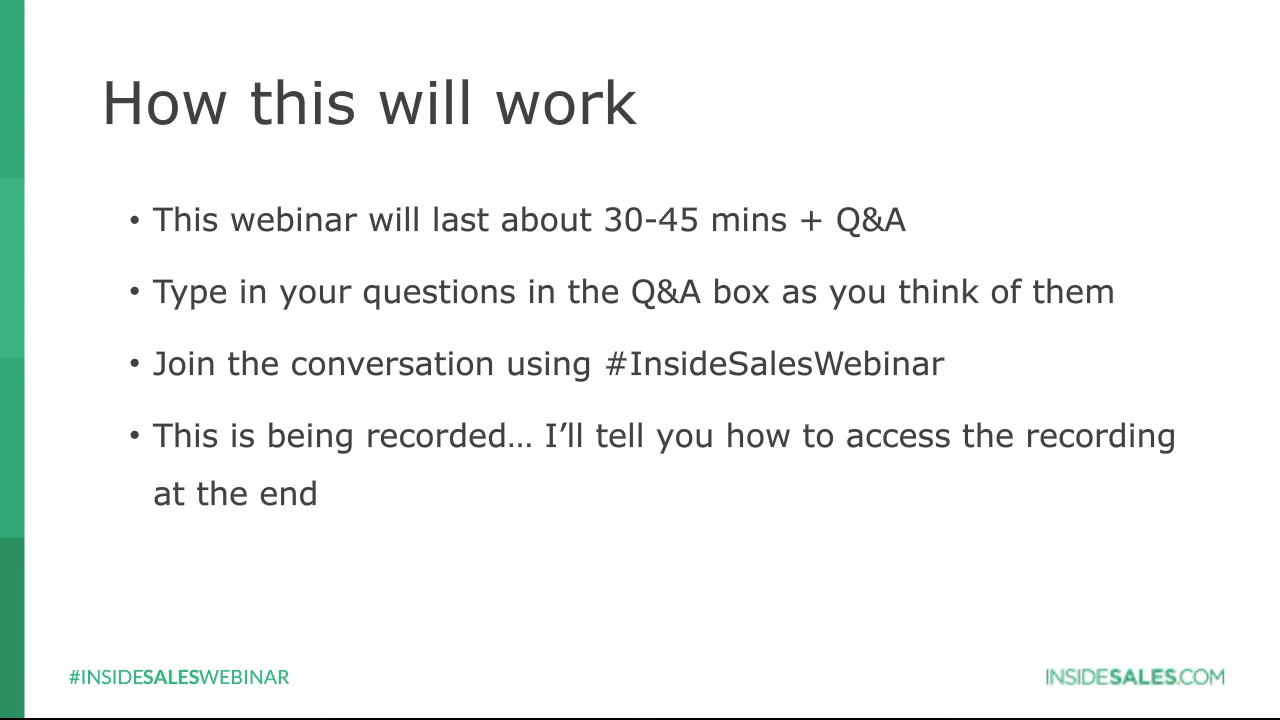 How this will work
• This webinar will last about 30-45 mins + Q&A
• Type in your questions in the Q&A box as you think of them
• Join the conversation using #InsideSalesWebinar
• This is being recorded… I’ll tell you how to access the recording
at the end
#INSIDESALESWEBINAR
INSIDESALES.COM